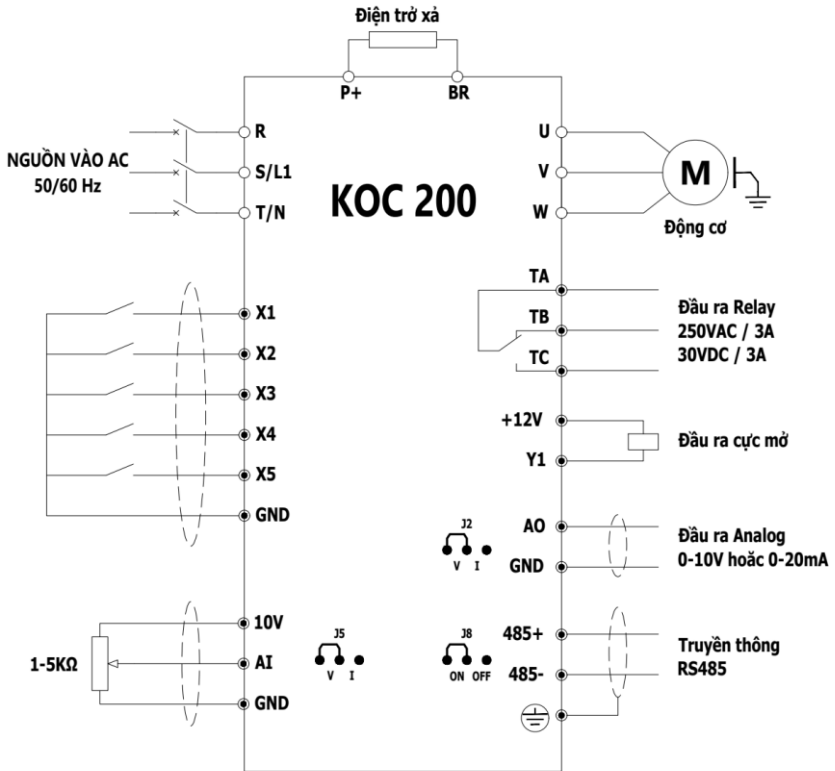 Điện trở xả
P+
BR
NGUỒN VÀO AC
50/60 Hz
R
S/L1
T/N
KOC 200
U
V
W
M
Động cơ
X1
X2
X3
X4
X5
GND
TA
TB
TC
Đầu ra Relay
250VAC / 3A
30VDC / 3A
+12V
Y1
Đầu ra cực mở
J2
V I
AO
GND
Đầu ra Analog
0-10V hoăc 0-20mA
1-5KΩ
10V
AI
GND
J5
V I
J8
ON OFF
485+
485-
Truyền thông
RS485